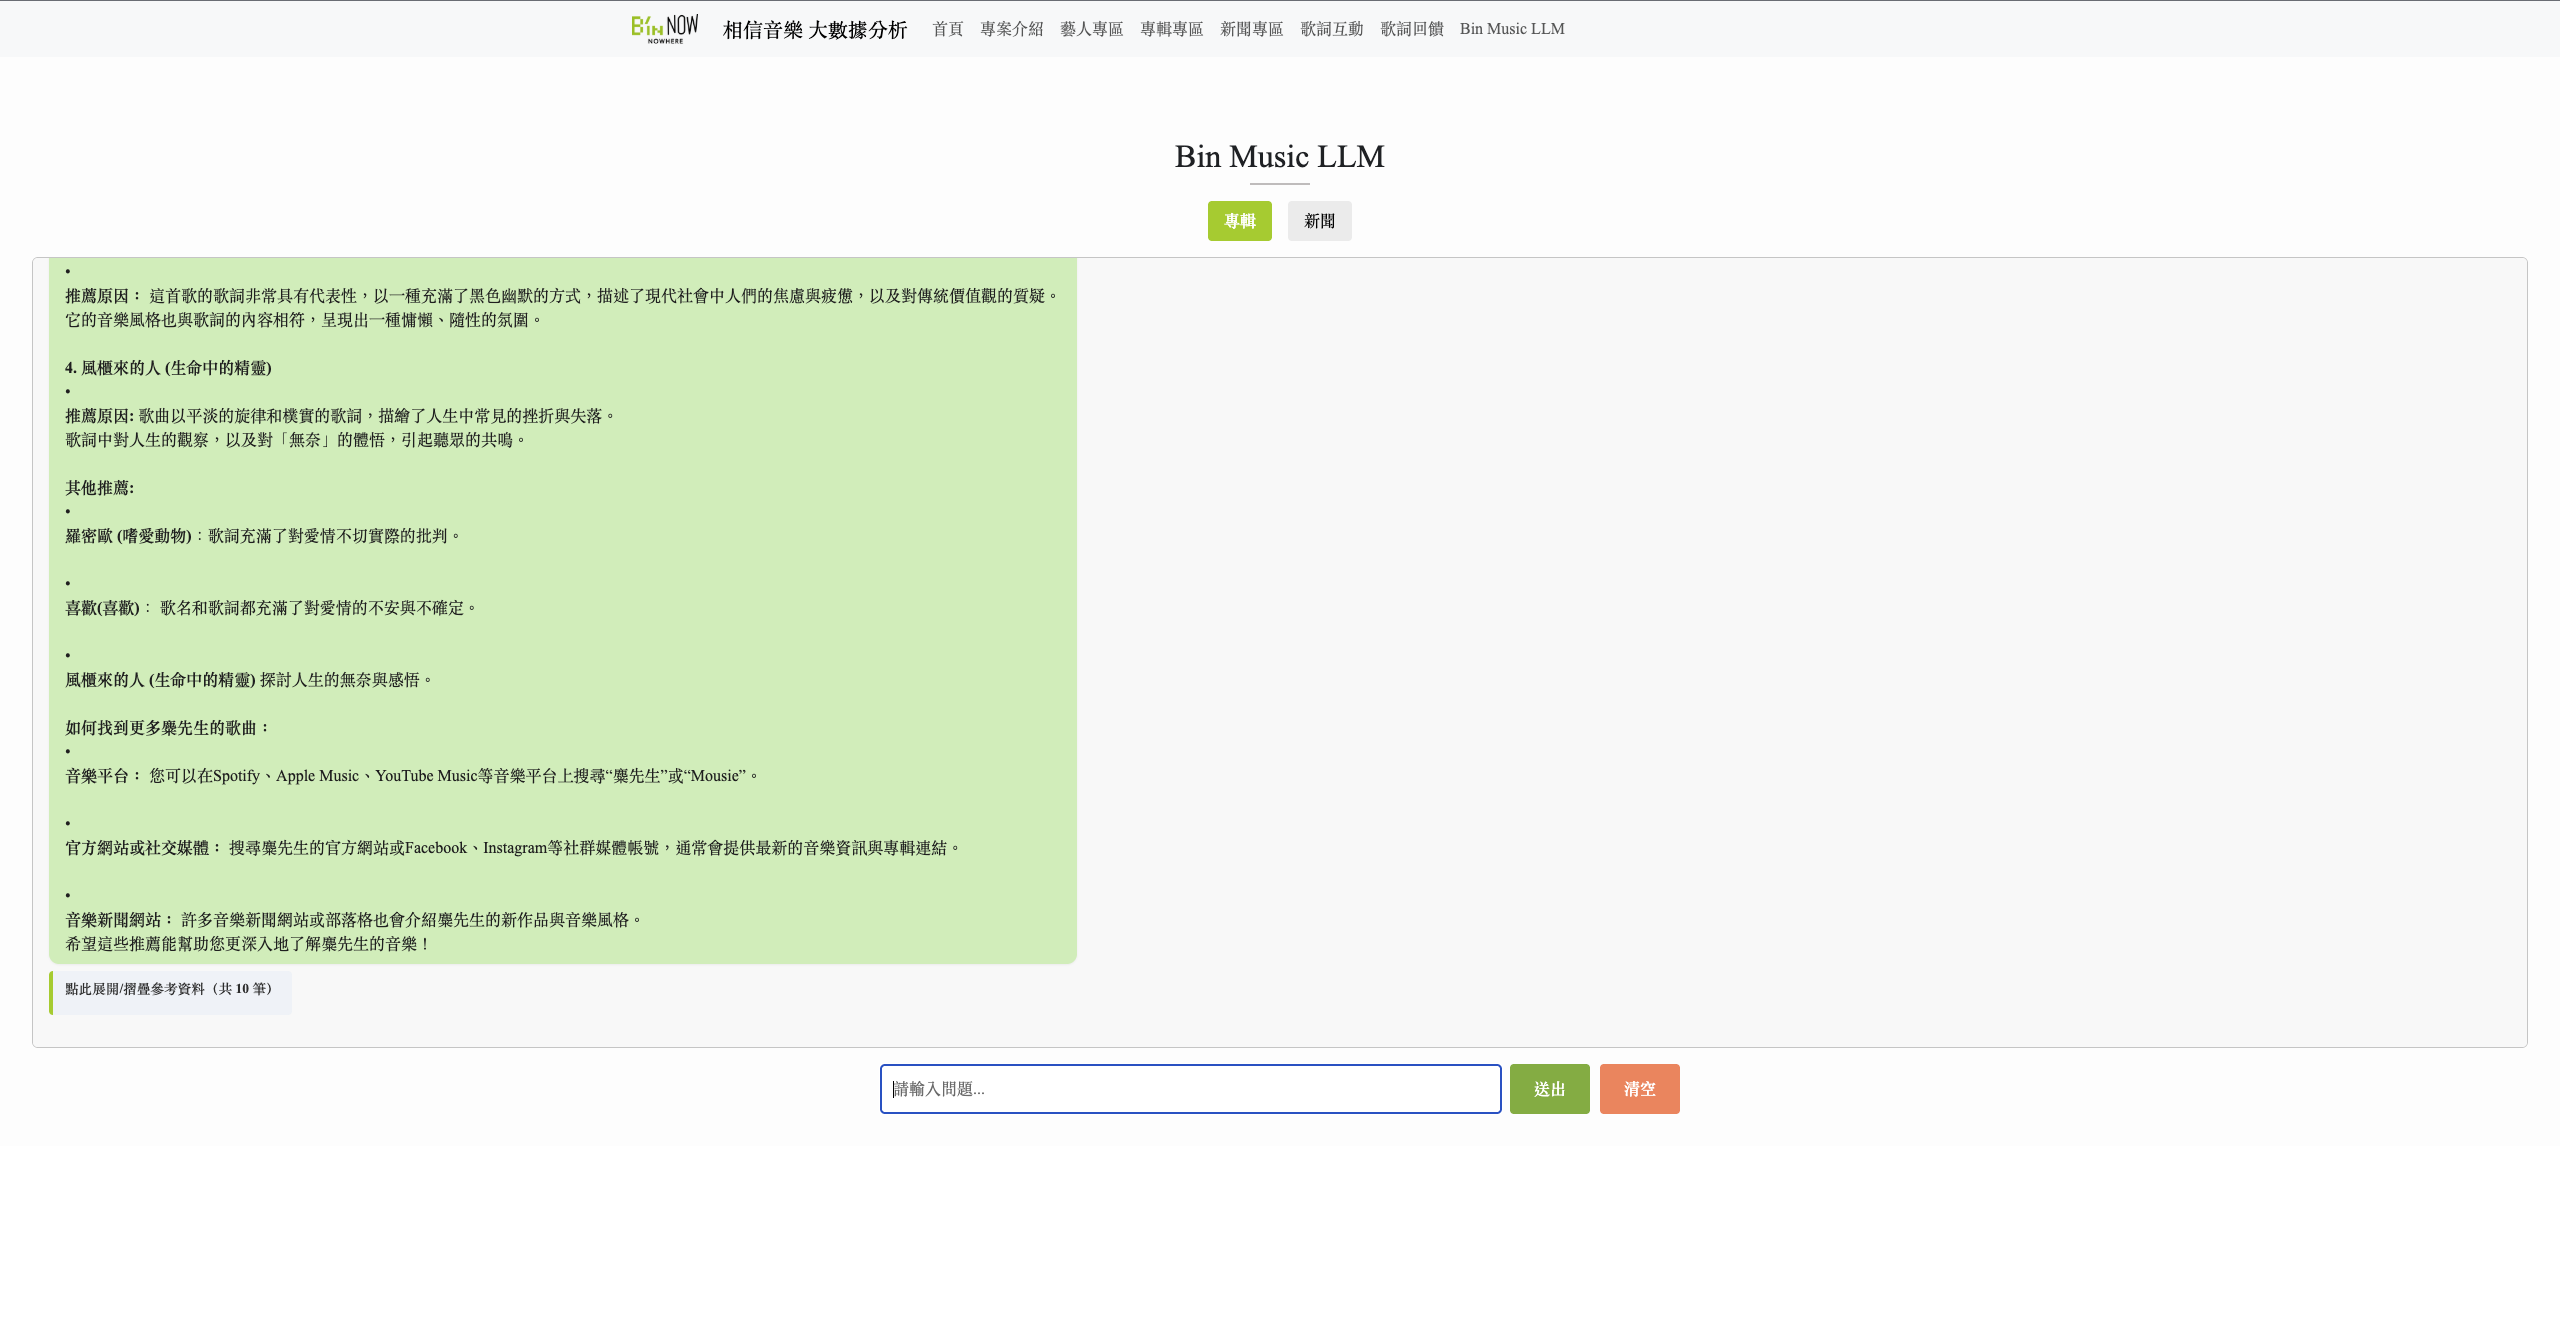 B'in NOW
NOWHERE
相信音樂 大數據分析 首頁 專案介紹 藝人專區 專輯專區 新聞專區 歌詞互動 歌詞回饋 Bin Music LLM
Bin Music LLM
專輯 新聞
•
推薦原因： 這首歌的歌詞非常具有代表性，以一種充滿了黑色幽默的方式，描述了現代社會中人們的焦慮與疲憊，以及對傳統價值觀的質疑。
它的音樂風格也與歌詞的內容相符，呈現出一種慵懶、隨性的氛圍。
4. 風櫃來的人 (生命中的精靈)
•
推薦原因: 歌曲以平淡的旋律和樸實的歌詞，描繪了人生中常見的挫折與失落。
歌詞中對人生的觀察，以及對「無奈」的體悟，引起聽眾的共鳴。
其他推薦:
•
羅密歐 (嗜愛動物)：歌詞充滿了對愛情不切實際的批判。
•
喜歡(喜歡)： 歌名和歌詞都充滿了對愛情的不安與不確定。
•
風櫃來的人 (生命中的精靈) 探討人生的無奈與感悟。
如何找到更多麋先生的歌曲：
•
音樂平台： 您可以在Spotify、Apple Music、YouTube Music等音樂平台上搜尋“麋先生”或“Mousie”。
•
官方網站或社交媒體： 搜尋麋先生的官方網站或Facebook、Instagram等社群媒體帳號，通常會提供最新的音樂資訊與專輯連結。
•
音樂新聞網站： 許多音樂新聞網站或部落格也會介紹麋先生的新作品與音樂風格。
希望這些推薦能幫助您更深入地了解麋先生的音樂！
點此展開/摺疊參考資料（共 10 筆）
請輸入問題... 送出 清空